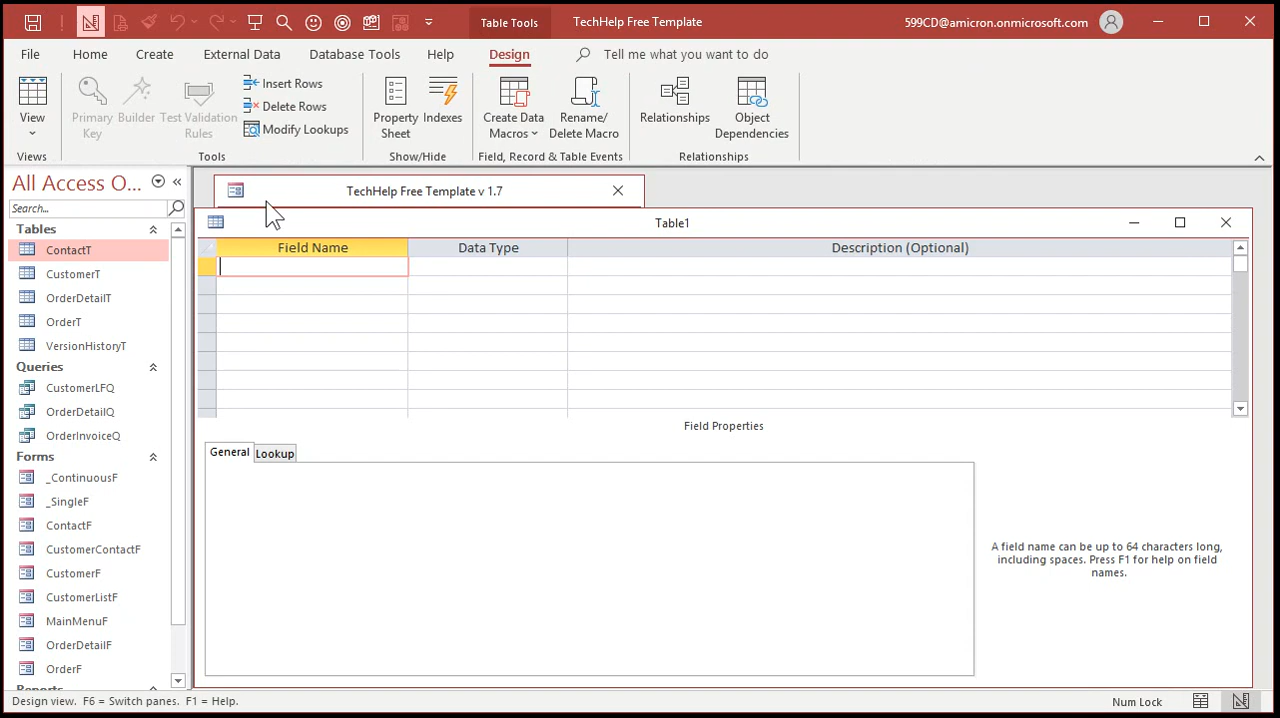 Table Tools
TechHelp Free Template
599CD@amicron.onmicrosoft.com
File
Home
Create
External Data
Database Tools
Help
Design
Tell me what you want to do
View
Primary
Key
Builder
Test Validation
Rules
Insert Rows
Delete Rows
Modify Lookups
Property
Sheet
Indexes
Create Data
Macros
Rename/
Delete Macro
Relationships
Object
Dependencies
Views
Tools
Show/Hide
Field, Record & Table Events
Relationships
All Access O...
Search...
Tables
ContactT
CustomerT
OrderDetailT
OrderT
VersionHistoryT
Queries
CustomerLFQ
OrderDetailQ
OrderInvoiceQ
Forms
_ContinuousF
_SingleF
ContactF
CustomerContactF
CustomerF
CustomerListF
MainMenuF
OrderDetailF
OrderF
Reports
TechHelp Free Template v 1.7
Table1
Field Name
Data Type
Description (Optional)
Field Properties
General
Lookup
A field name can be up to 64 characters long,
including spaces. Press F1 for help on field
names.
Design view. F6 = Switch panes. F1 = Help.
Num Lock